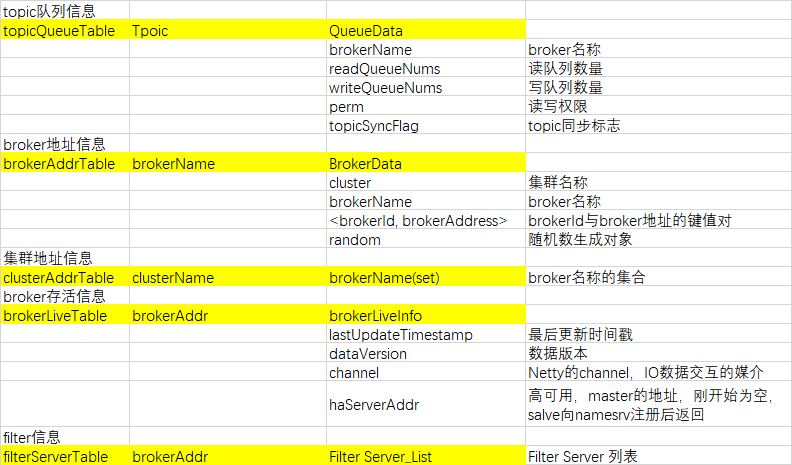 topic队列信息
topicQueueTable Tpoic QueueData
brokerName broker名称
readQueueNums 读队列数量
writeQueueNums 写队列数量
perm 读写权限
topicSyncFlag topic同步标志
broker地址信息
brokerAddrTable brokerName BrokerData
cluster 集群名称
brokerName broker名称
<brokerId, brokerAddress> brokerId与broker地址的键值对
random 随机数生成对象
集群地址信息
clusterAddrTable clusterName brokerName(set) broker名称的集合
broker存活信息
brokerLiveTable brokerAddr brokerLiveInfo
lastUpdateTimestamp 最后更新时间戳
dataVersion 数据版本
channel Netty的channel，IO数据交互的媒介
haServerAddr 高可用，master的地址，刚开始为空，
salve向namesrv注册后返回
filter信息
filterServerTable brokerAddr Filter Server_List Filter Server 列表